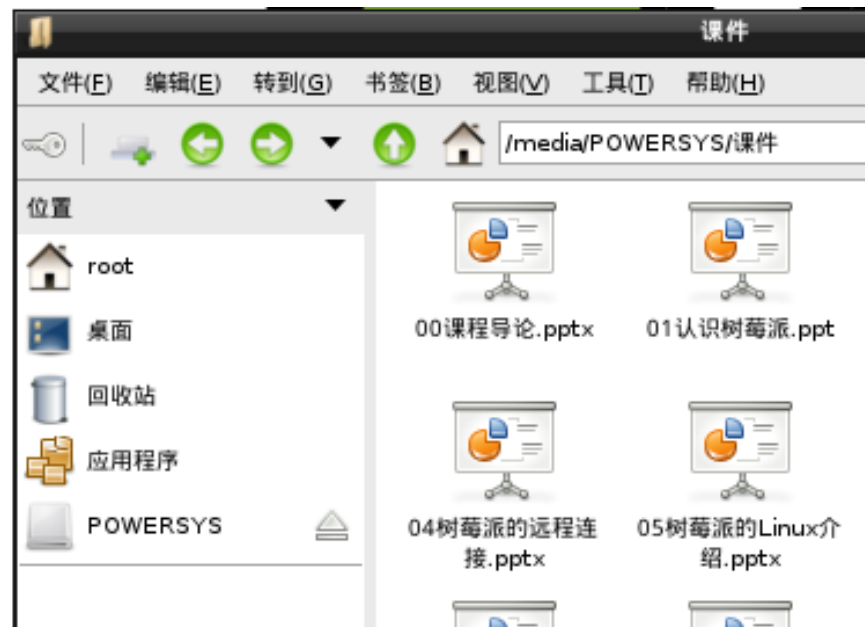 课件
文件(F) 编辑(E) 转到(G) 书签(B) 视图(V) 工具(T) 帮助(H)
/media/POWERSYS/课件
位置
root
桌面
回收站
应用程序
POWERSYS
00课程导论.pptx
01认识树莓派.ppt
04树莓派的远程连
接.pptx
05树莓派的Linux介
绍.pptx